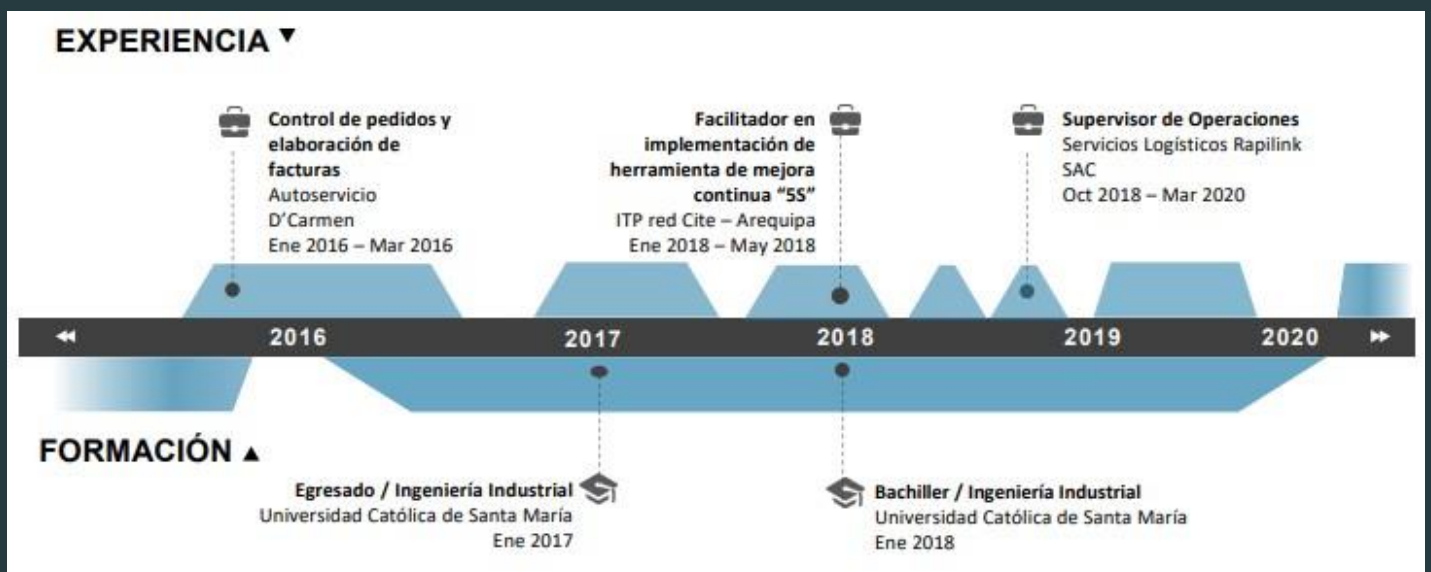 EXPERIENCIA
Control de pedidos y
elaboración de
facturas
Autoservicio
D’Carmen
Ene 2016 – Mar 2016
Facilitador en
implementación de
herramienta de mejora
continua “5S”
ITP red Cite – Arequipa
Ene 2018 – May 2018
Supervisor de Operaciones
Servicios Logísticos Rapilink
SAC
Oct 2018 – Mar 2020
2016 2017 2018 2019 2020
FORMACIÓN
Egresado / Ingeniería Industrial
Universidad Católica de Santa María
Ene 2017
Bachiller / Ingeniería Industrial
Universidad Católica de Santa María
Ene 2018